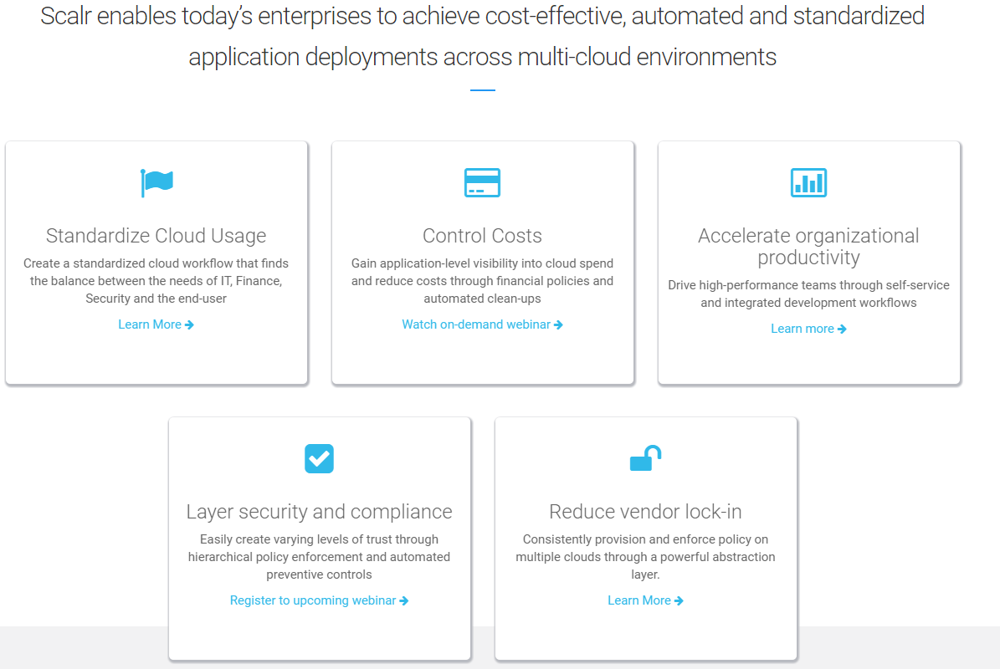 Scalr enables today’s enterprises to achieve cost-effective, automated and standardized
application deployments across multi-cloud environments
Standardize Cloud Usage
Create a standardized cloud workflow that finds
the balance between the needs of IT, Finance,
Security and the end-user
Learn More
Control Costs
Gain application-level visibility into cloud spend
and reduce costs through financial policies and
automated clean-ups
Watch on-demand webinar
Accelerate organizational
productivity
Drive high-performance teams through self-service
and integrated development workflows
Learn more
Layer security and compliance
Easily create varying levels of trust through
hierarchical policy enforcement and automated
preventive controls
Register to upcoming webinar
Reduce vendor lock-in
Consistently provision and enforce policy on
multiple clouds through a powerful abstraction
layer.
Learn More